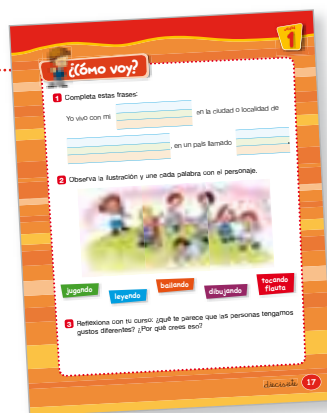 UNIDAD
1
¿Cómo voy?
1 Completa estas frases:
Yo vivo con mi en la ciudad o localidad de
, en un país llamado .
2 Observa la ilustración y une cada palabra con el personaje.
jugando
leyendo
bailando
dibujando
tocando
flauta
3 Reflexiona con tu curso: ¿qué te parece que las personas tengamos
gustos diferentes? ¿Por qué crees eso?
diecisiete 17